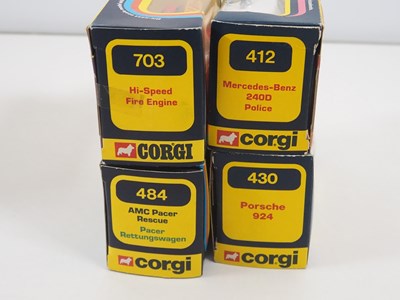 703
Hi-Speed
Fire Engine
CORGI
412
Mercedes-Benz
240D
Police
corgi
484
AMC Pacer
Rescue
Pacer
Rettungswagen
corgi
430
Porsche
924
corgi